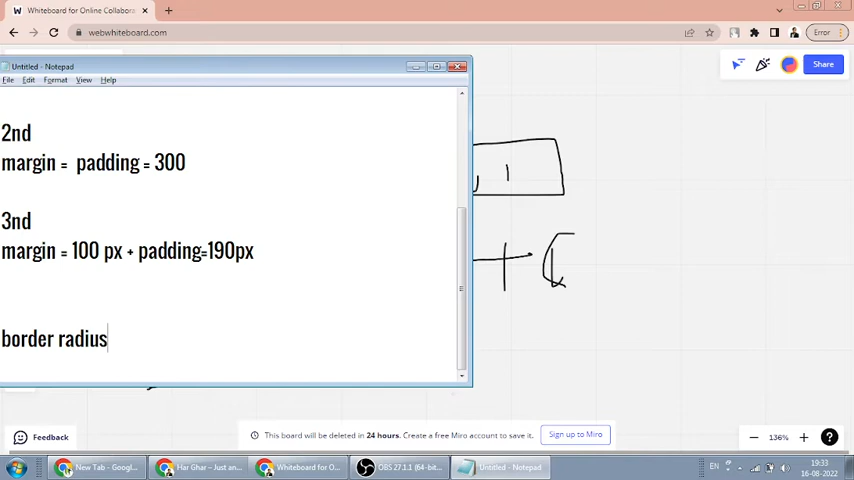 Whiteboard for Online Collabora
webwhiteboard.com
Error
Untitled - Notepad
File Edit Format View Help
Share
2nd
margin =  padding = 300
3nd
margin = 100 px + padding=190px
border radius
Feedback
This board will be deleted in 24 hours. Create a free Miro account to save it.
Sign up to Miro
136%
New Tab - Googl...
Har Ghar – Just an...
Whiteboard for O...
OBS 27.1.1 (64-bit...
Untitled - Notepad
EN
19:33
16-08-2022